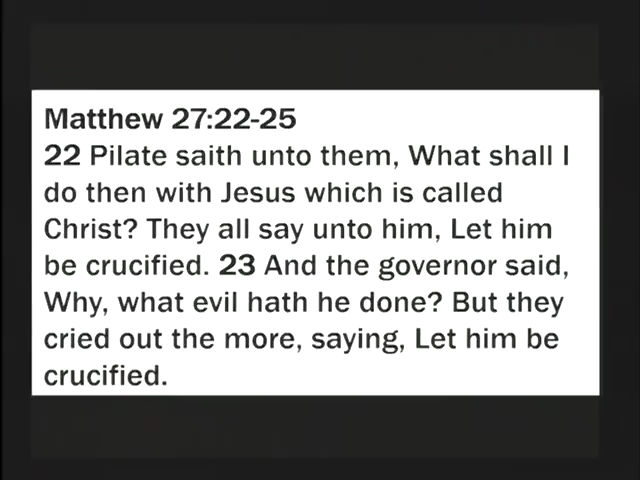 Matthew 27:22-25
22 Pilate saith unto them, What shall I
do then with Jesus which is called
Christ? They all say unto him, Let him
be crucified. 23 And the governor said,
Why, what evil hath he done? But they
cried out the more, saying, Let him be
crucified.